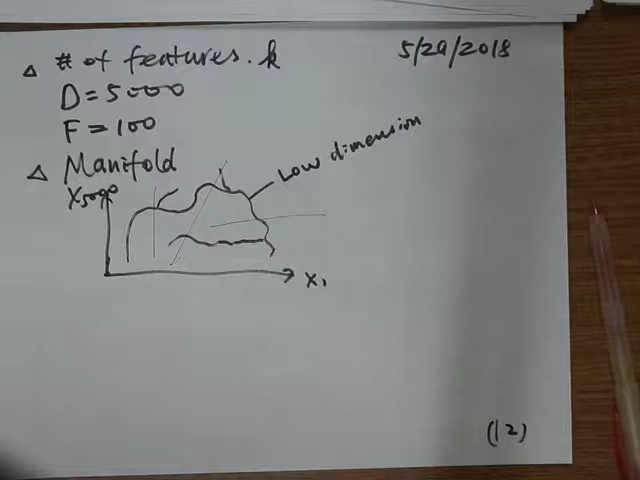 △ # of features. k
5/29/2018
D = 5000
F = 100
△ Manifold
X5000
Low dimension
X1
(12)